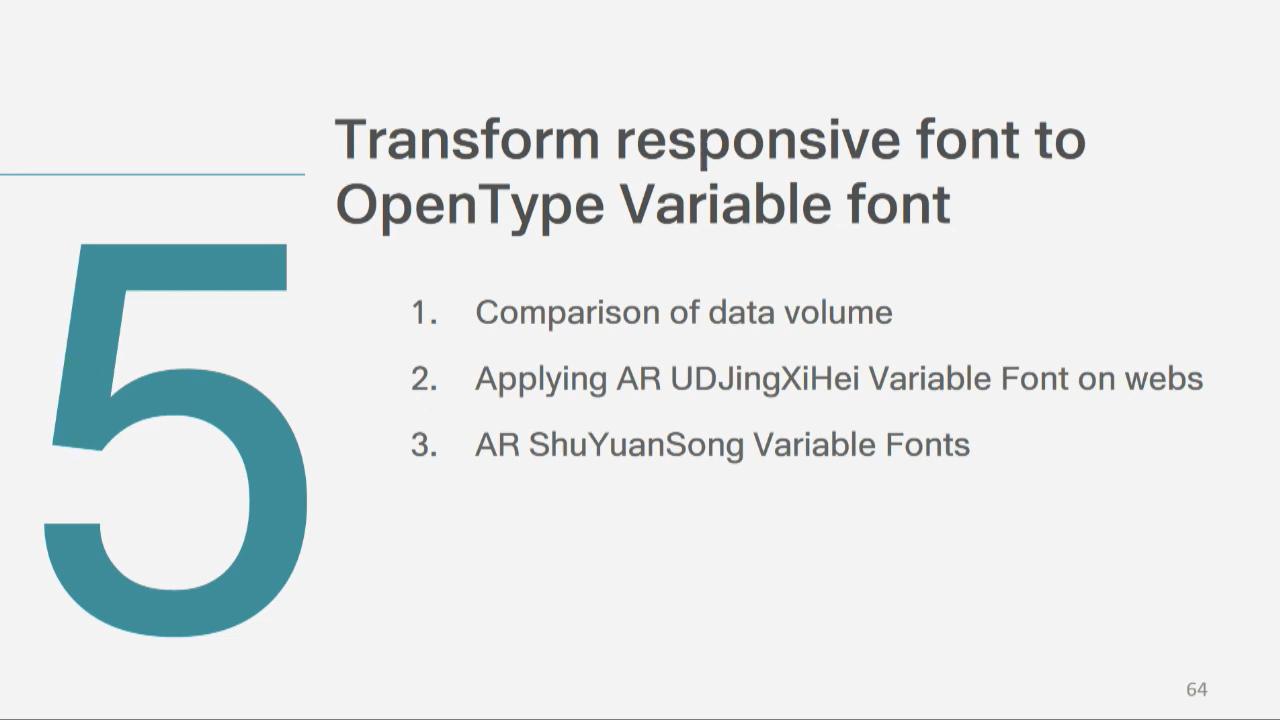 Transform responsive font to
OpenType Variable font
5
1. Comparison of data volume
2. Applying AR UDJingXiHei Variable Font on webs
3. AR ShuYuanSong Variable Fonts
64